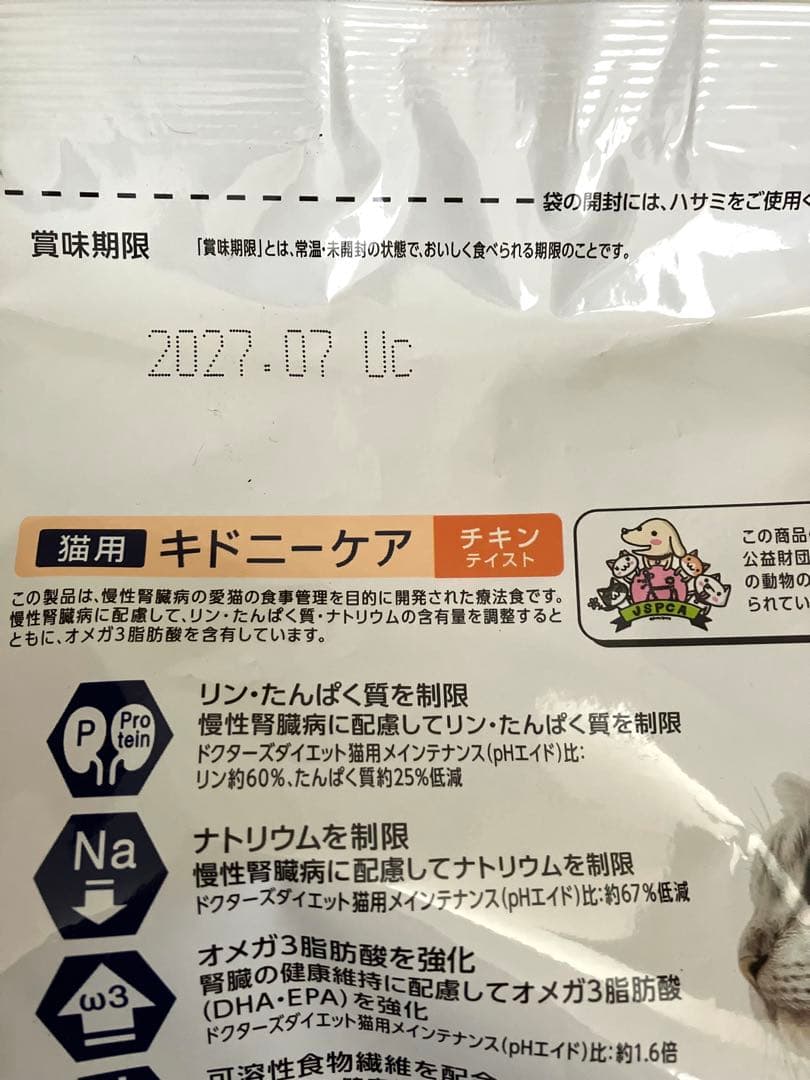 袋の開封には、ハサミをご使用く
賞味期限
「賞味期限」とは、常温・未開封の状態で、おいしく食べられる期限のことです。
2027.07 Uc
猫用 キドニーケア チキンテイスト
この製品は、慢性腎臓病の愛猫の食事管理を目的に開発された療法食です。
慢性腎臓病に配慮して、リン・たんぱく質・ナトリウムの含有量を調整すると
ともに、オメガ3脂肪酸を含有しています。
JSPCA
この商品
公益財団
の動物の
られてい
P Protein
リン・たんぱく質を制限
慢性腎臓病に配慮してリン・たんぱく質を制限
ドクターズダイエット猫用メインテナンス(pHエイド)比:
リン約60%、たんぱく質約25%低減
Na
ナトリウムを制限
慢性腎臓病に配慮してナトリウムを制限
ドクターズダイエット猫用メインテナンス(pHエイド)比:約67%低減
ω3
オメガ3脂肪酸を強化
腎臓の健康維持に配慮してオメガ3脂肪酸
(DHA・EPA)を強化
ドクターズダイエット猫用メインテナンス(pHエイド)比:約1.6倍
可溶性食物繊維を配合